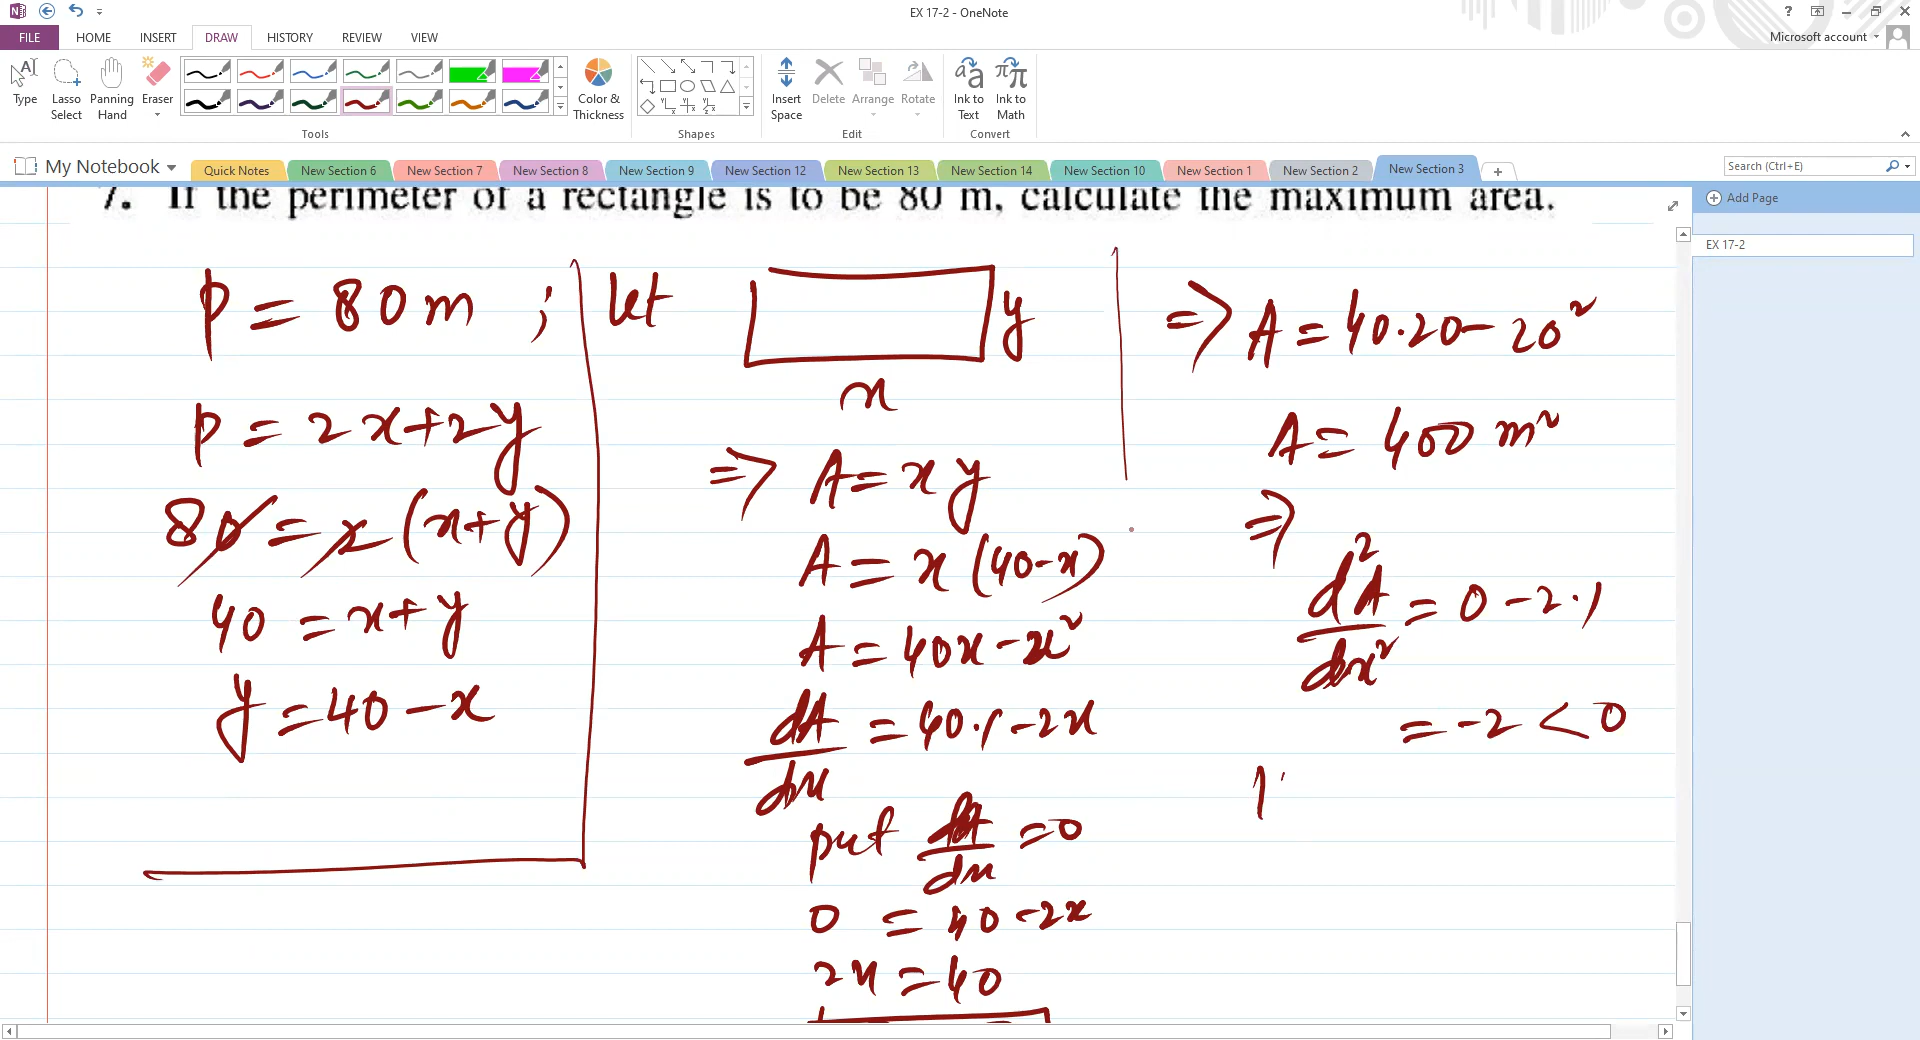 EX 17-2 - OneNote
FILE HOME INSERT DRAW HISTORY REVIEW VIEW
Microsoft account
Type
Lasso Select
Panning Hand
Eraser
Color & Thickness
Insert Space
Delete
Arrange
Rotate
Ink to Text
Ink to Math
Tools
Shapes
Edit
Convert
My Notebook
Quick Notes
New Section 6
New Section 7
New Section 8
New Section 9
New Section 12
New Section 13
New Section 14
New Section 10
New Section 1
New Section 2
New Section 3
Search (Ctrl+E)
Add Page
EX 17-2
7. If the perimeter of a rectangle is to be 80 m, calculate the maximum area.
P = 80 m ;
P = 2x+2y
80 = 2 (x+y)
40 = x+y
y = 40 - x
let
y
x
=> A = x y
A = x (40-x)
A = 40x - x²
dA/dx = 40·1 - 2x
put dA/dx = 0
0 = 40 - 2x
2x = 40
=> A = 40·20 - 20²
A = 400 m²
=>
d²A/dx² = 0 - 2·1
= -2 < 0